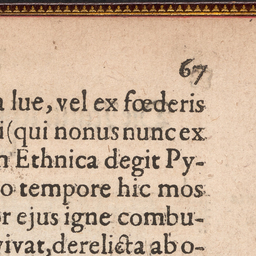 67
a lue, vel ex fœderis
i (qui nonus nunc ex
n Ethnica degit Py-
o tempore hic mos
r ejus igne combu-
vivat, derelicta ab o-